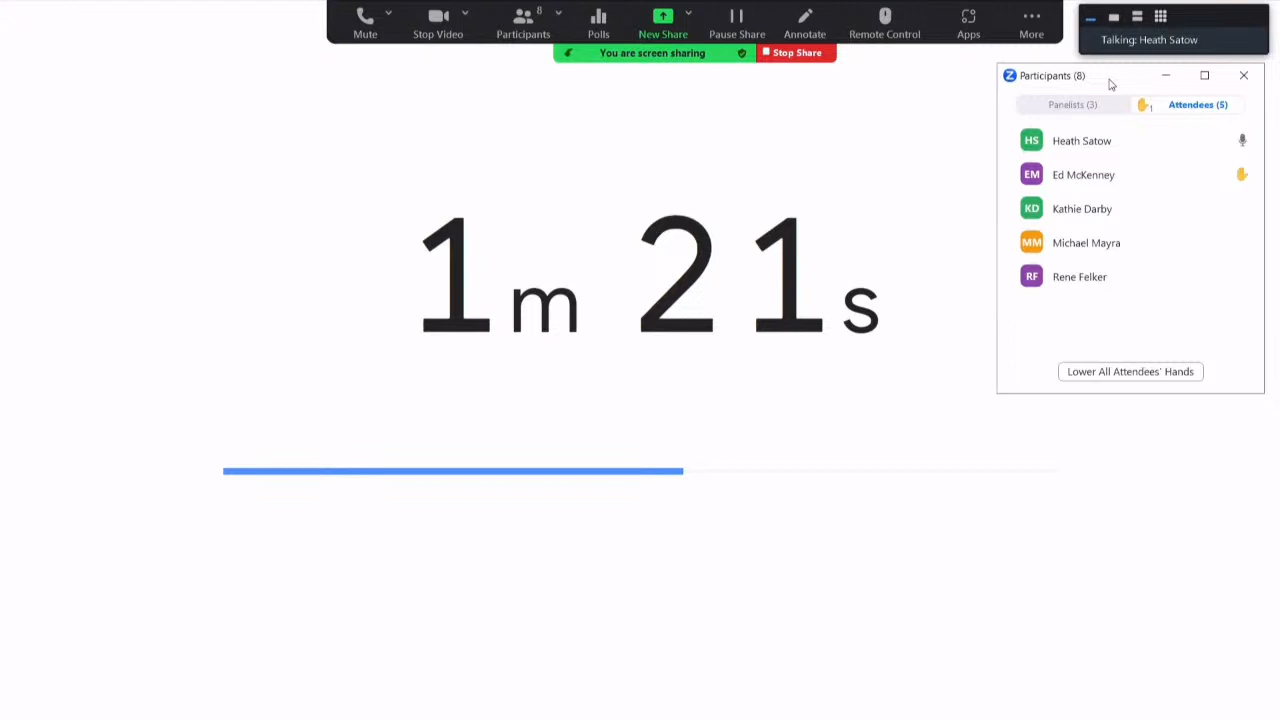 8
Mute
Stop Video
Participants
Polls
New Share
Pause Share
Annotate
Remote Control
Apps
More
You are screen sharing
Stop Share
Talking: Heath Satow
Participants (8)
Panelists (3)
1
Attendees (5)
HS Heath Satow
EM Ed McKenney
KD Kathie Darby
MM Michael Mayra
RF Rene Felker
Lower All Attendees' Hands
1m 21s